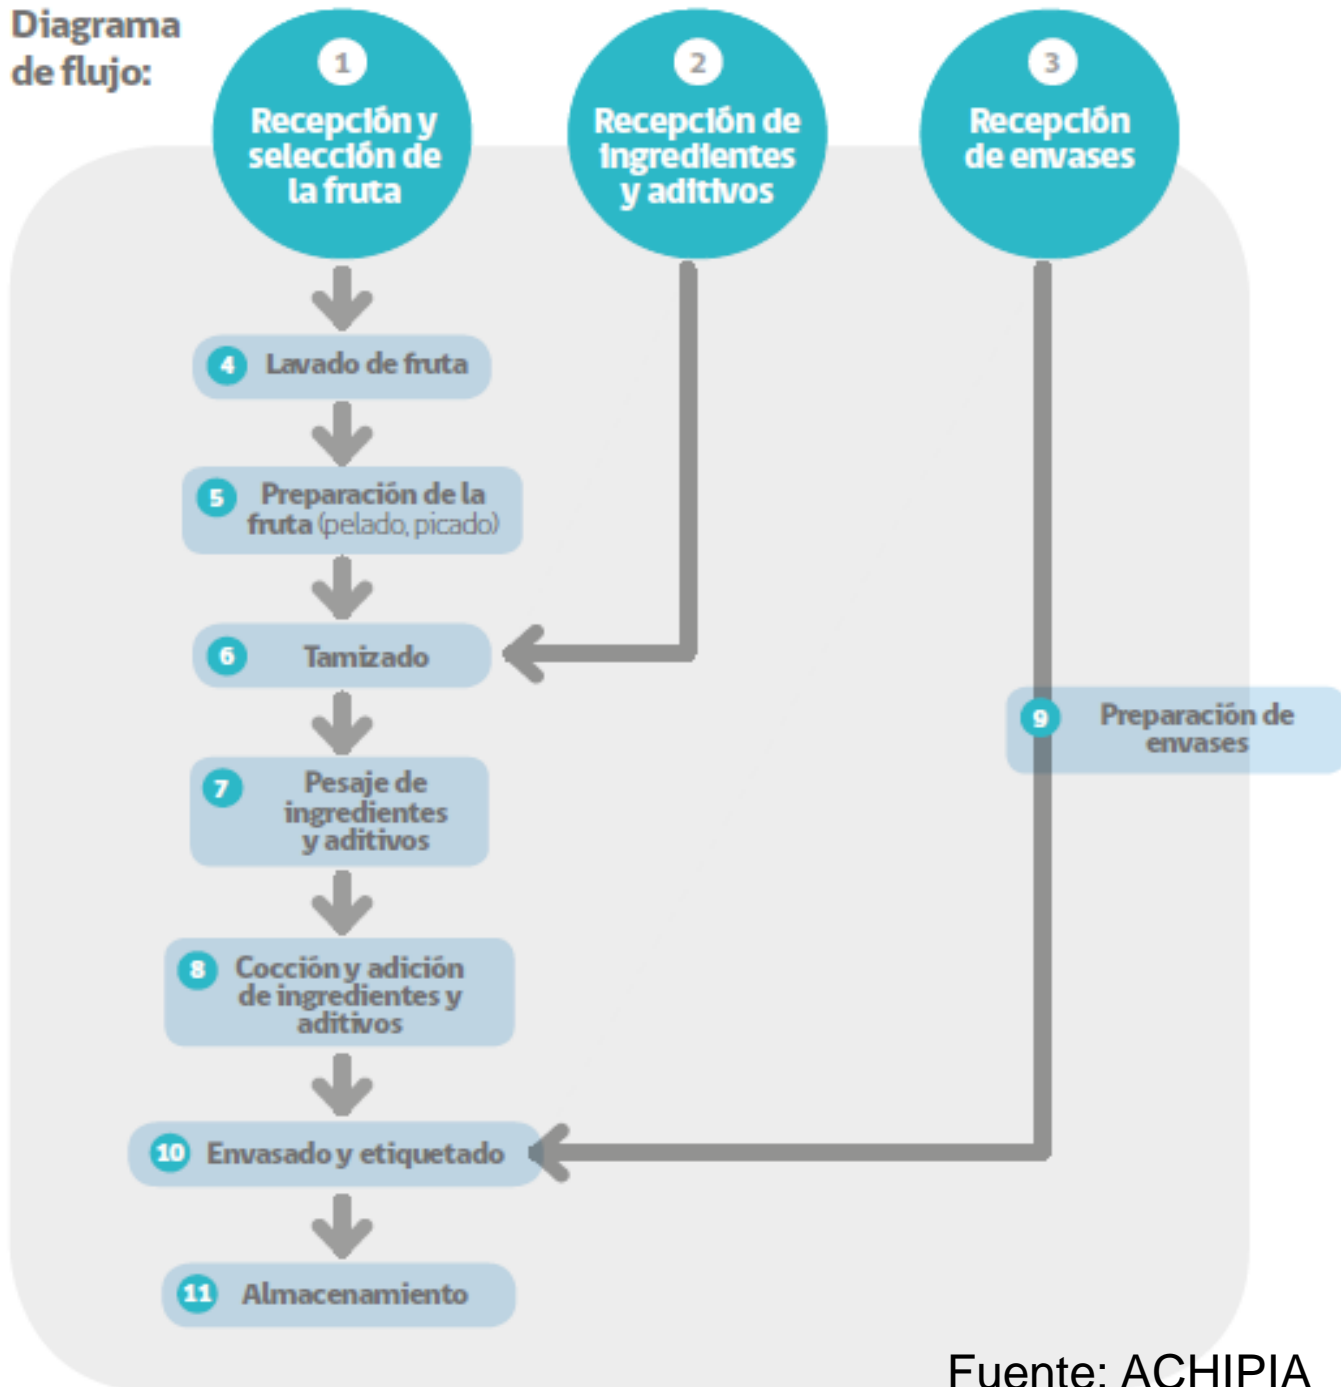 Diagrama
de flujo:
1
Recepción y
selección de
la fruta
2
Recepción de
ingredientes
y aditivos
3
Recepción
de envases
4 Lavado de fruta
5 Preparación de la
fruta (pelado, picado)
6 Tamizado
7 Pesaje de
ingredientes
y aditivos
8 Cocción y adición
de ingredientes y
aditivos
9 Preparación de
envases
10 Envasado y etiquetado
11 Almacenamiento
Fuente: ACHIPIA